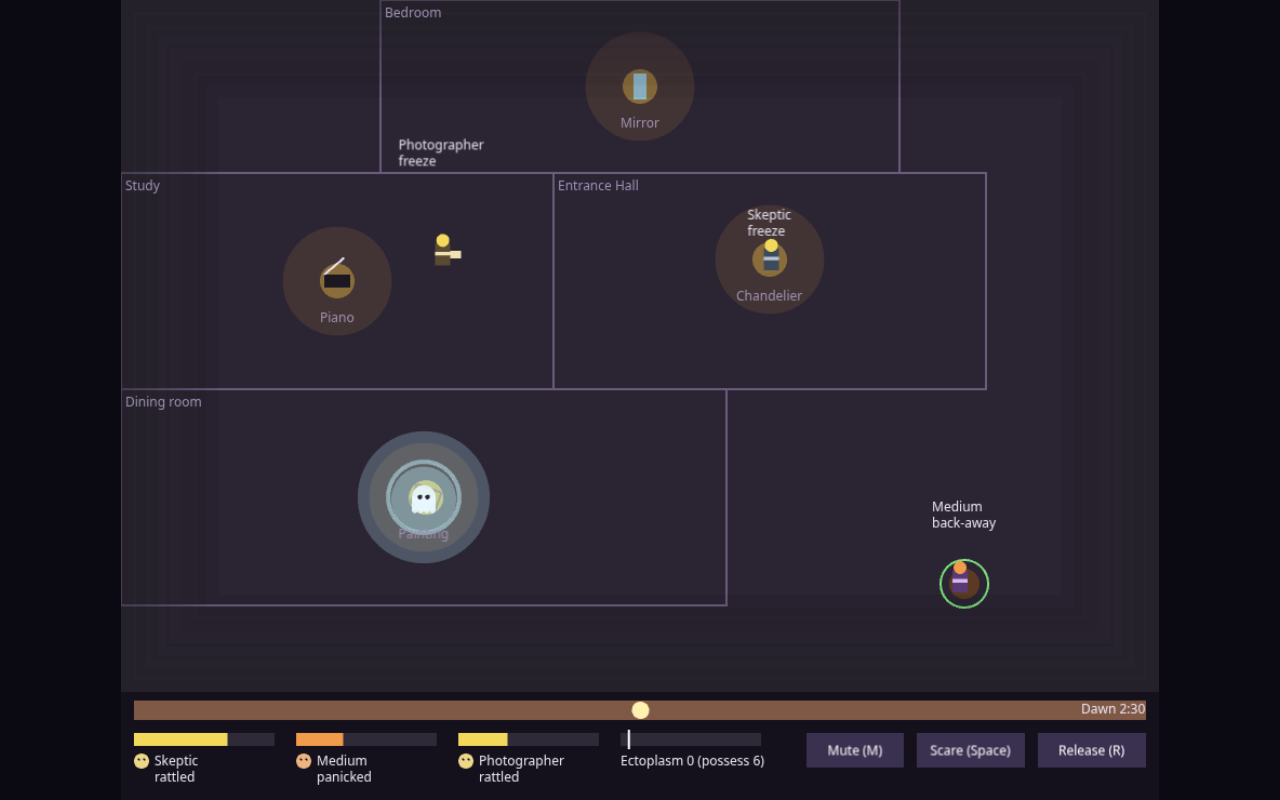 Bedroom
Mirror
Photographer
freeze
Study
Entrance Hall
Skeptic
freeze
Piano
Chandelier
Dining room
Painting
Medium
back-away
Dawn 2:30
Skeptic
rattled
Medium
panicked
Photographer
rattled
Ectoplasm 0 (possess 6)
Mute (M)
Scare (Space)
Release (R)